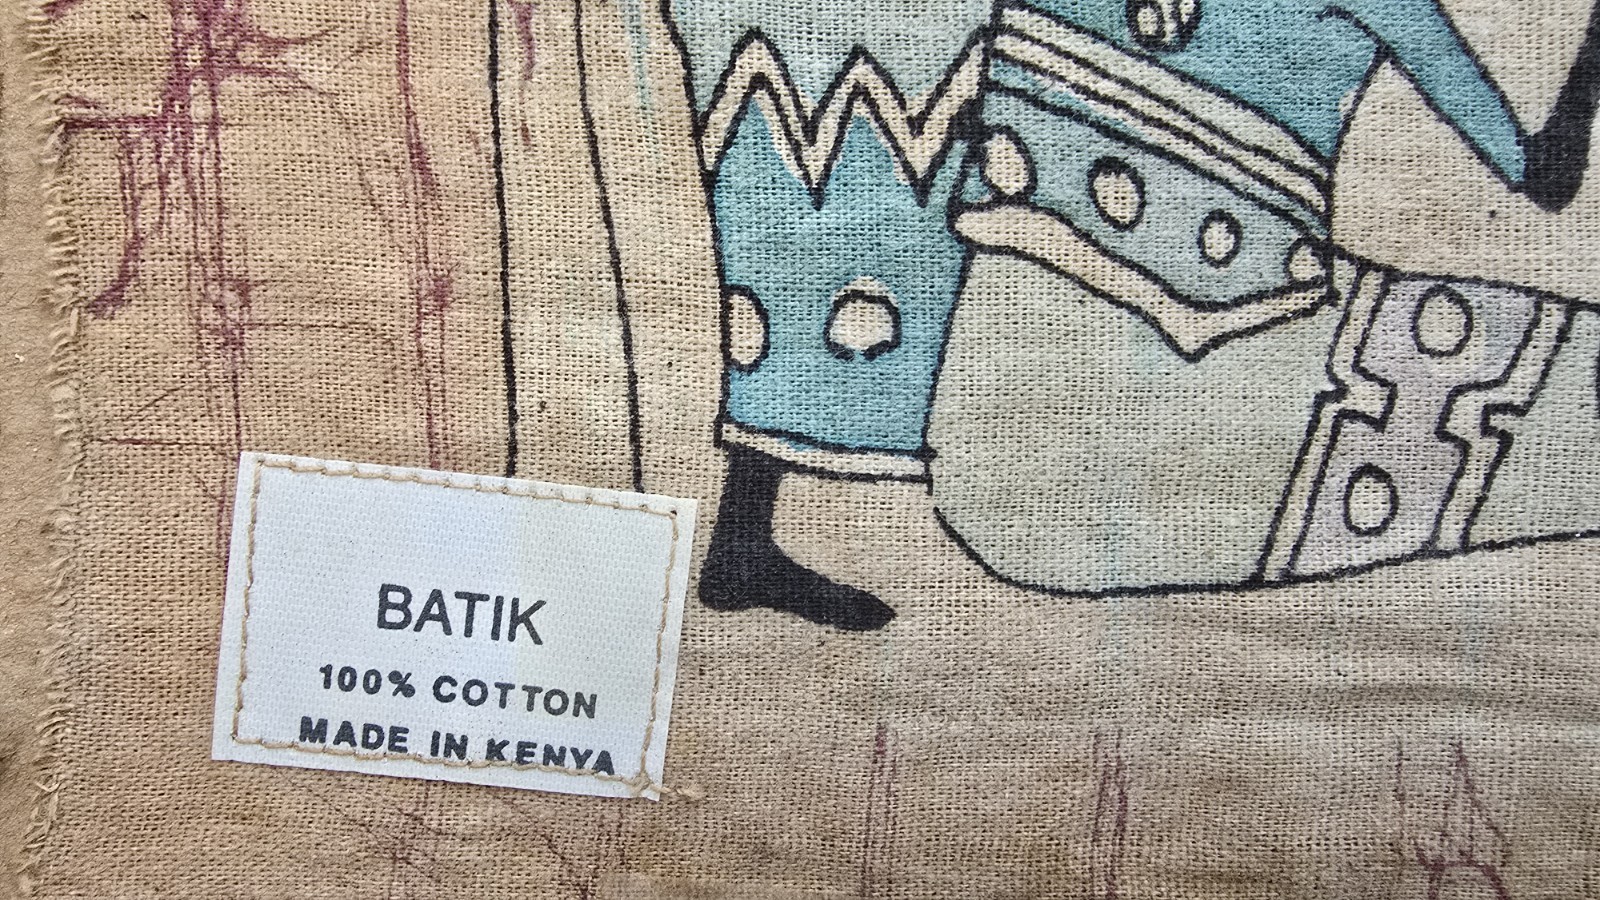 BATIK
100% COTTON
MADE IN KENYA